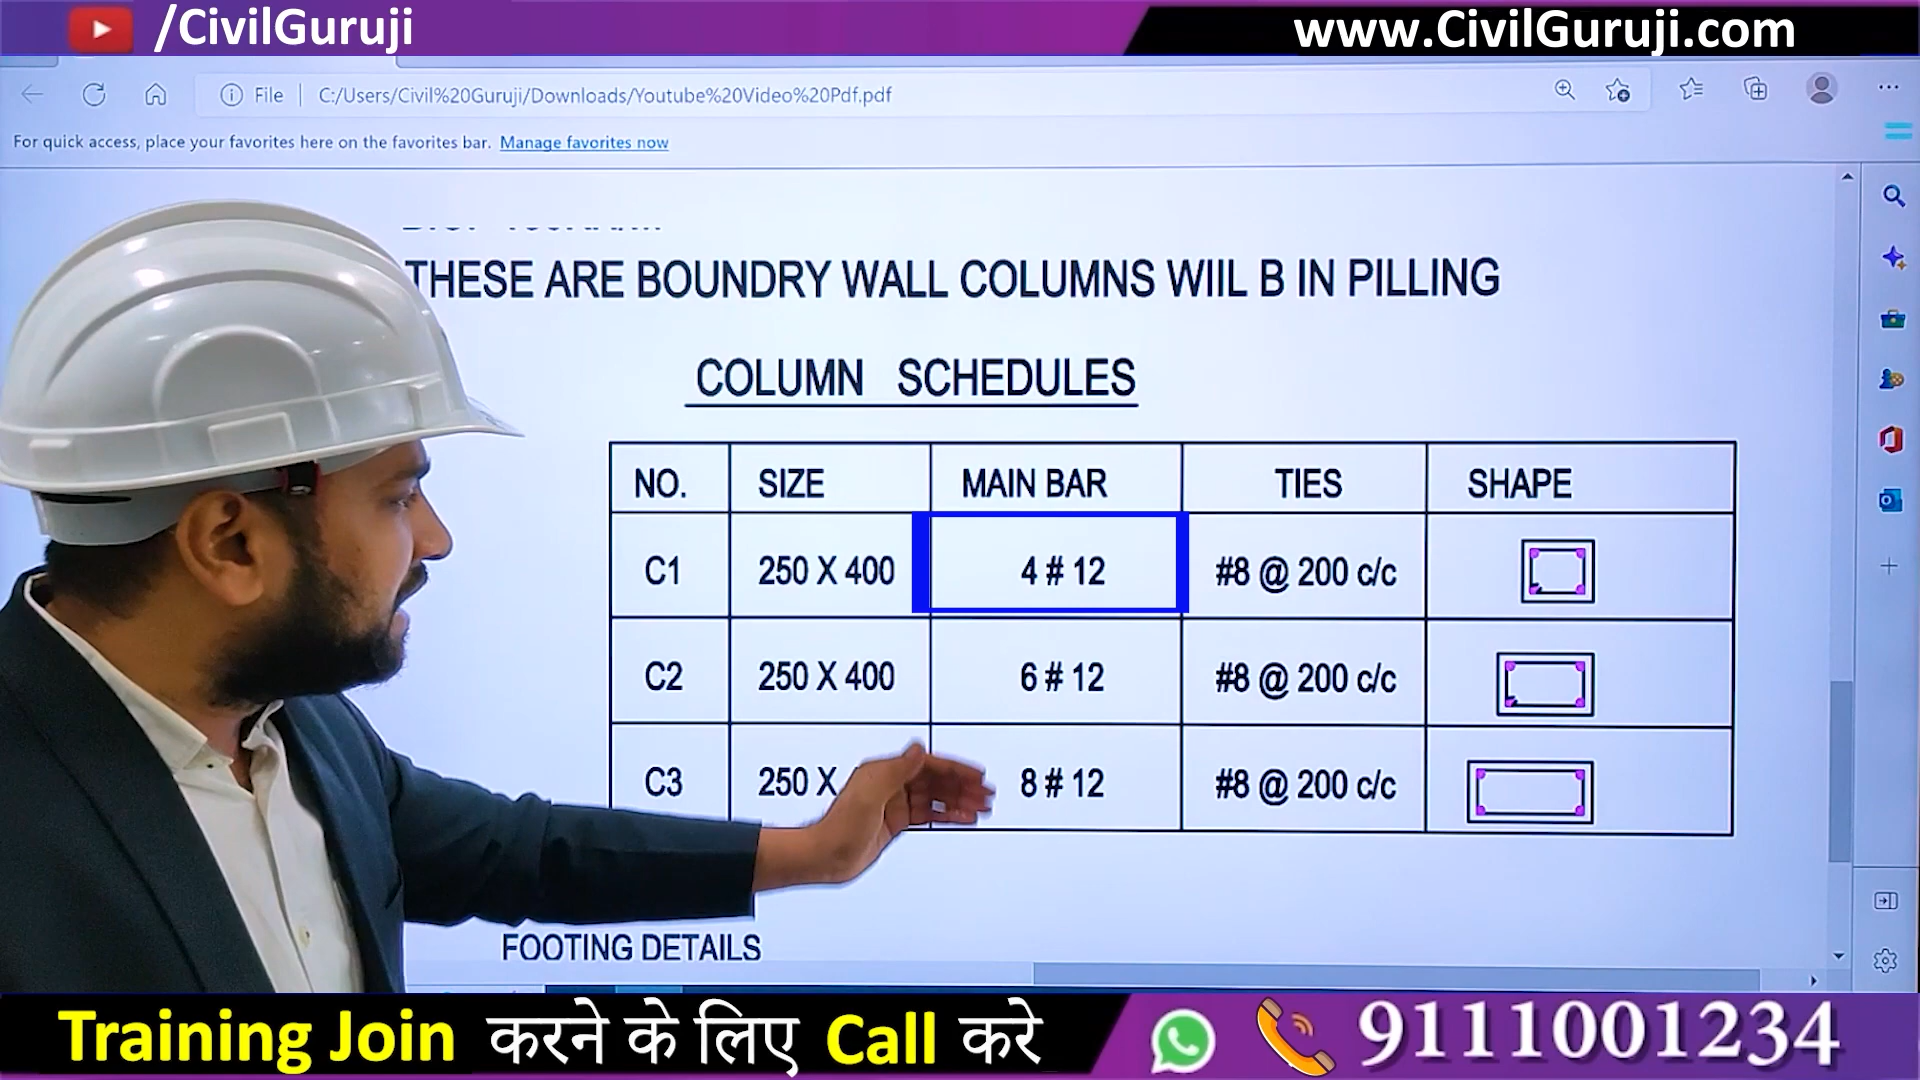 /CivilGuruji
www.CivilGuruji.com
File
C:/Users/Civil%20Guruji/Downloads/Youtube%20Video%20Pdf.pdf
For quick access, place your favorites here on the favorites bar. Manage favorites now
THESE ARE BOUNDRY WALL COLUMNS WIIL B IN PILLING
COLUMN SCHEDULES
NO. SIZE MAIN BAR TIES SHAPE
C1 250 X 400 4 # 12 #8 @ 200 c/c
C2 250 X 400 6 # 12 #8 @ 200 c/c
C3 250 X 8 # 12 #8 @ 200 c/c
FOOTING DETAILS
Training Join करने के लिए Call करे
9111001234